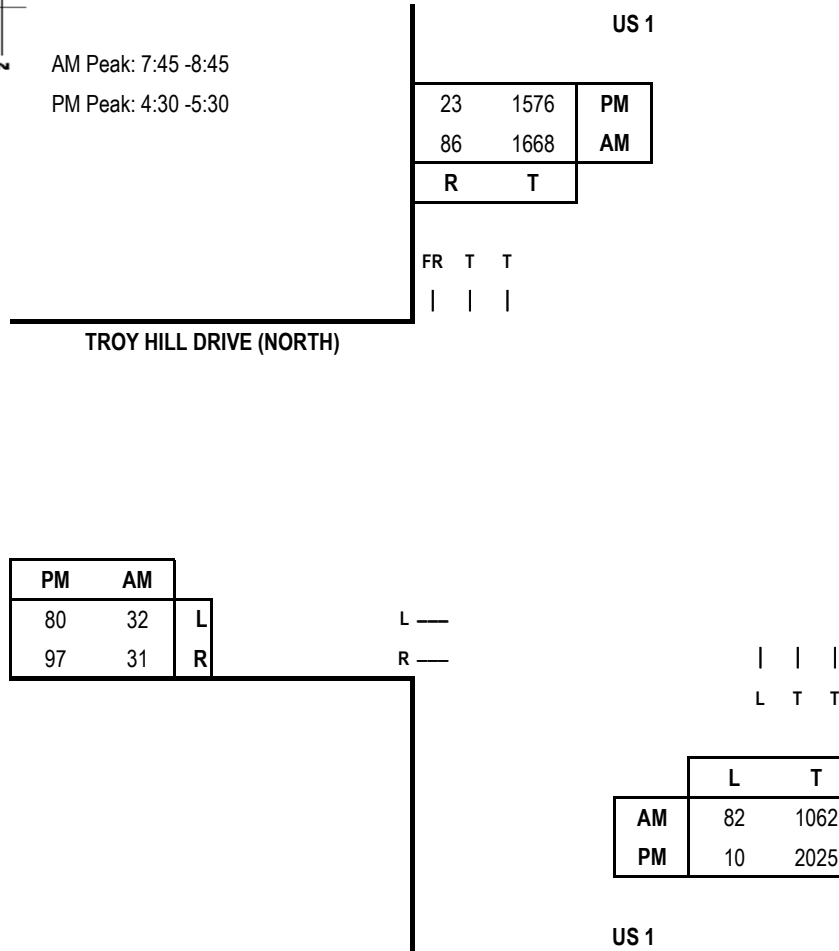 US 1
AM Peak: 7:45 -8:45
PM Peak: 4:30 -5:30
23 1576 PM
86 1668 AM
R T
FR T T
TROY HILL DRIVE (NORTH)
PM AM
80 32 L
97 31 R
L
R
L T T
L T
AM 82 1062
PM 10 2025
US 1